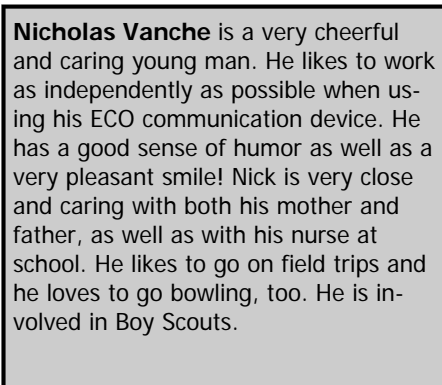 Nicholas Vanche is a very cheerful
and caring young man. He likes to work
as independently as possible when us-
ing his ECO communication device. He
has a good sense of humor as well as a
very pleasant smile! Nick is very close
and caring with both his mother and
father, as well as with his nurse at
school. He likes to go on field trips and
he loves to go bowling, too. He is in-
volved in Boy Scouts.